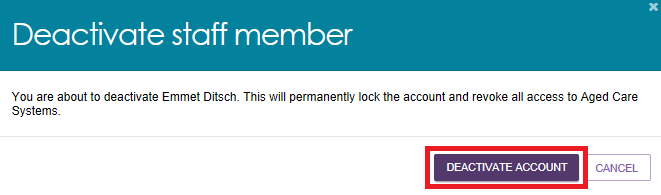 Deactivate staff member
You are about to deactivate Emmet Ditsch. This will permanently lock the account and revoke all access to Aged Care
Systems.
DEACTIVATE ACCOUNT CANCEL